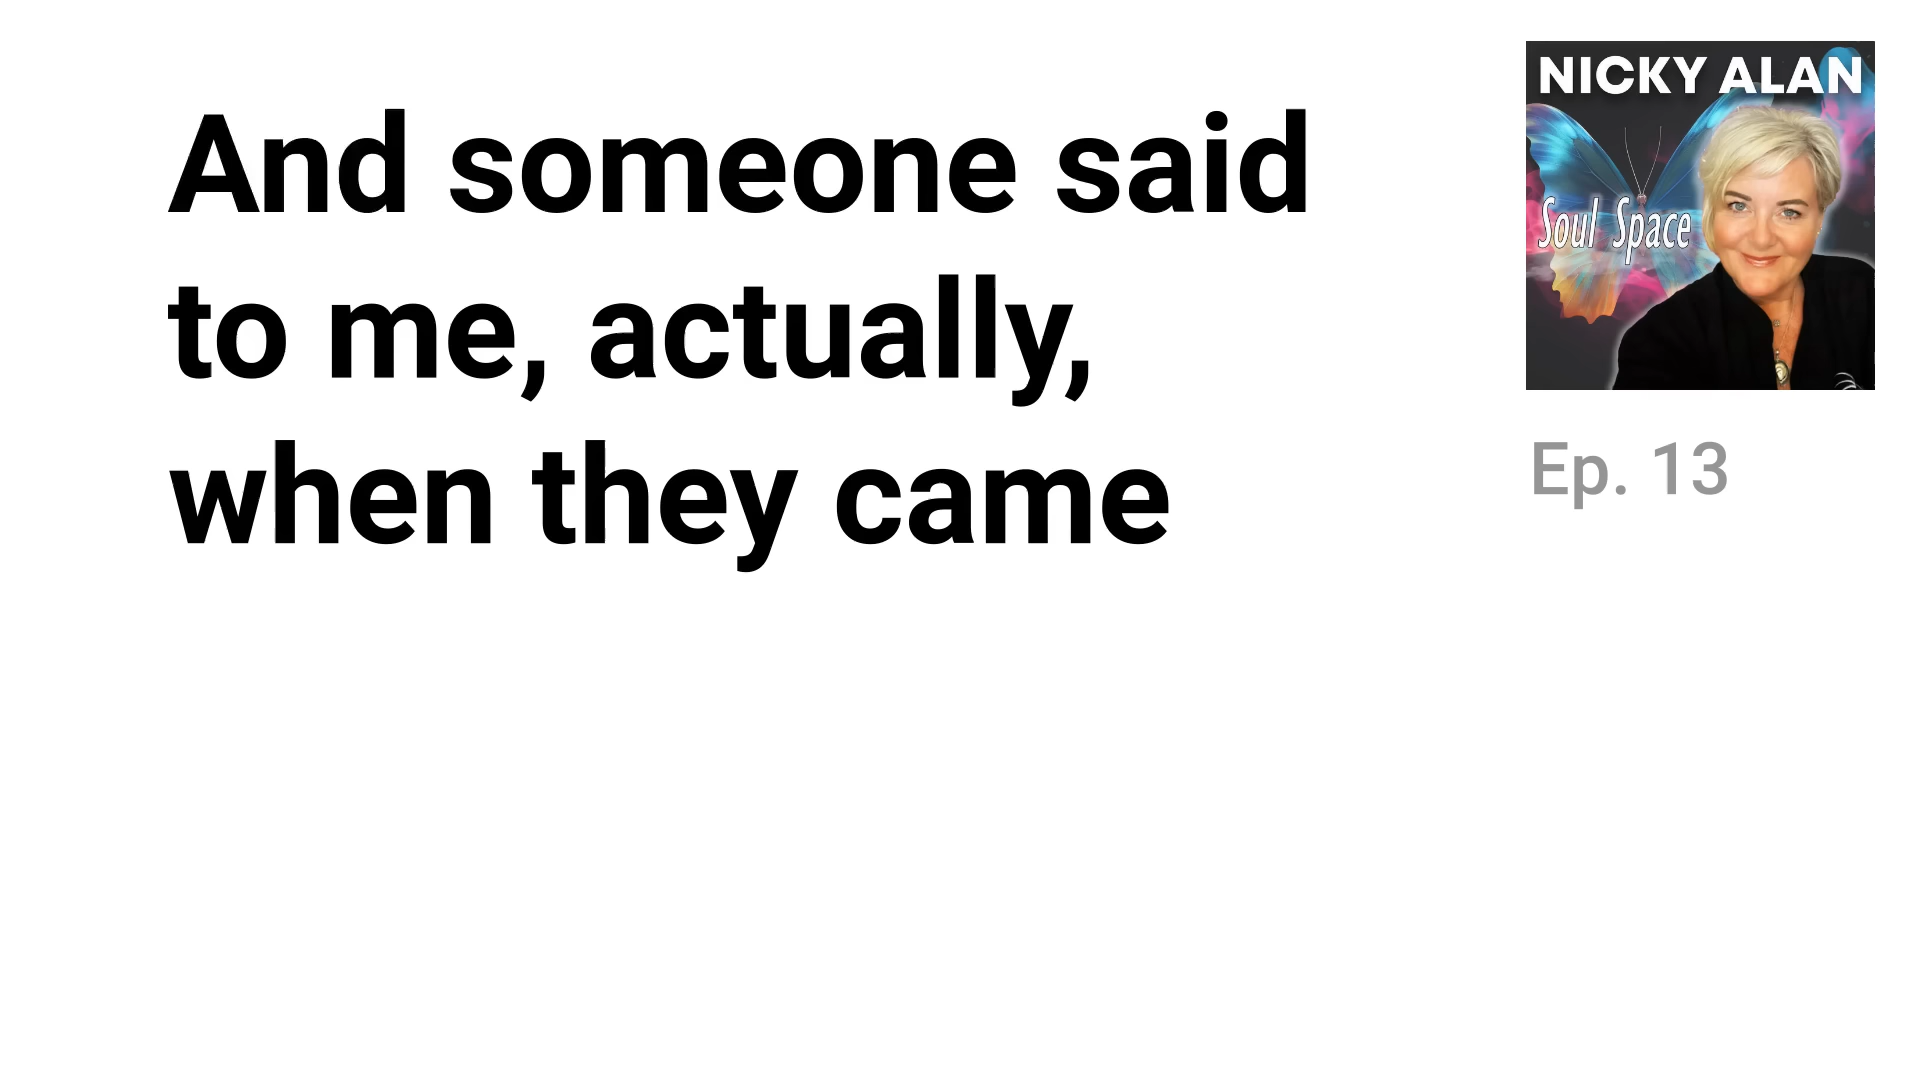 And someone said
to me, actually,
when they came
NICKY ALAN
Soul Space
Ep. 13